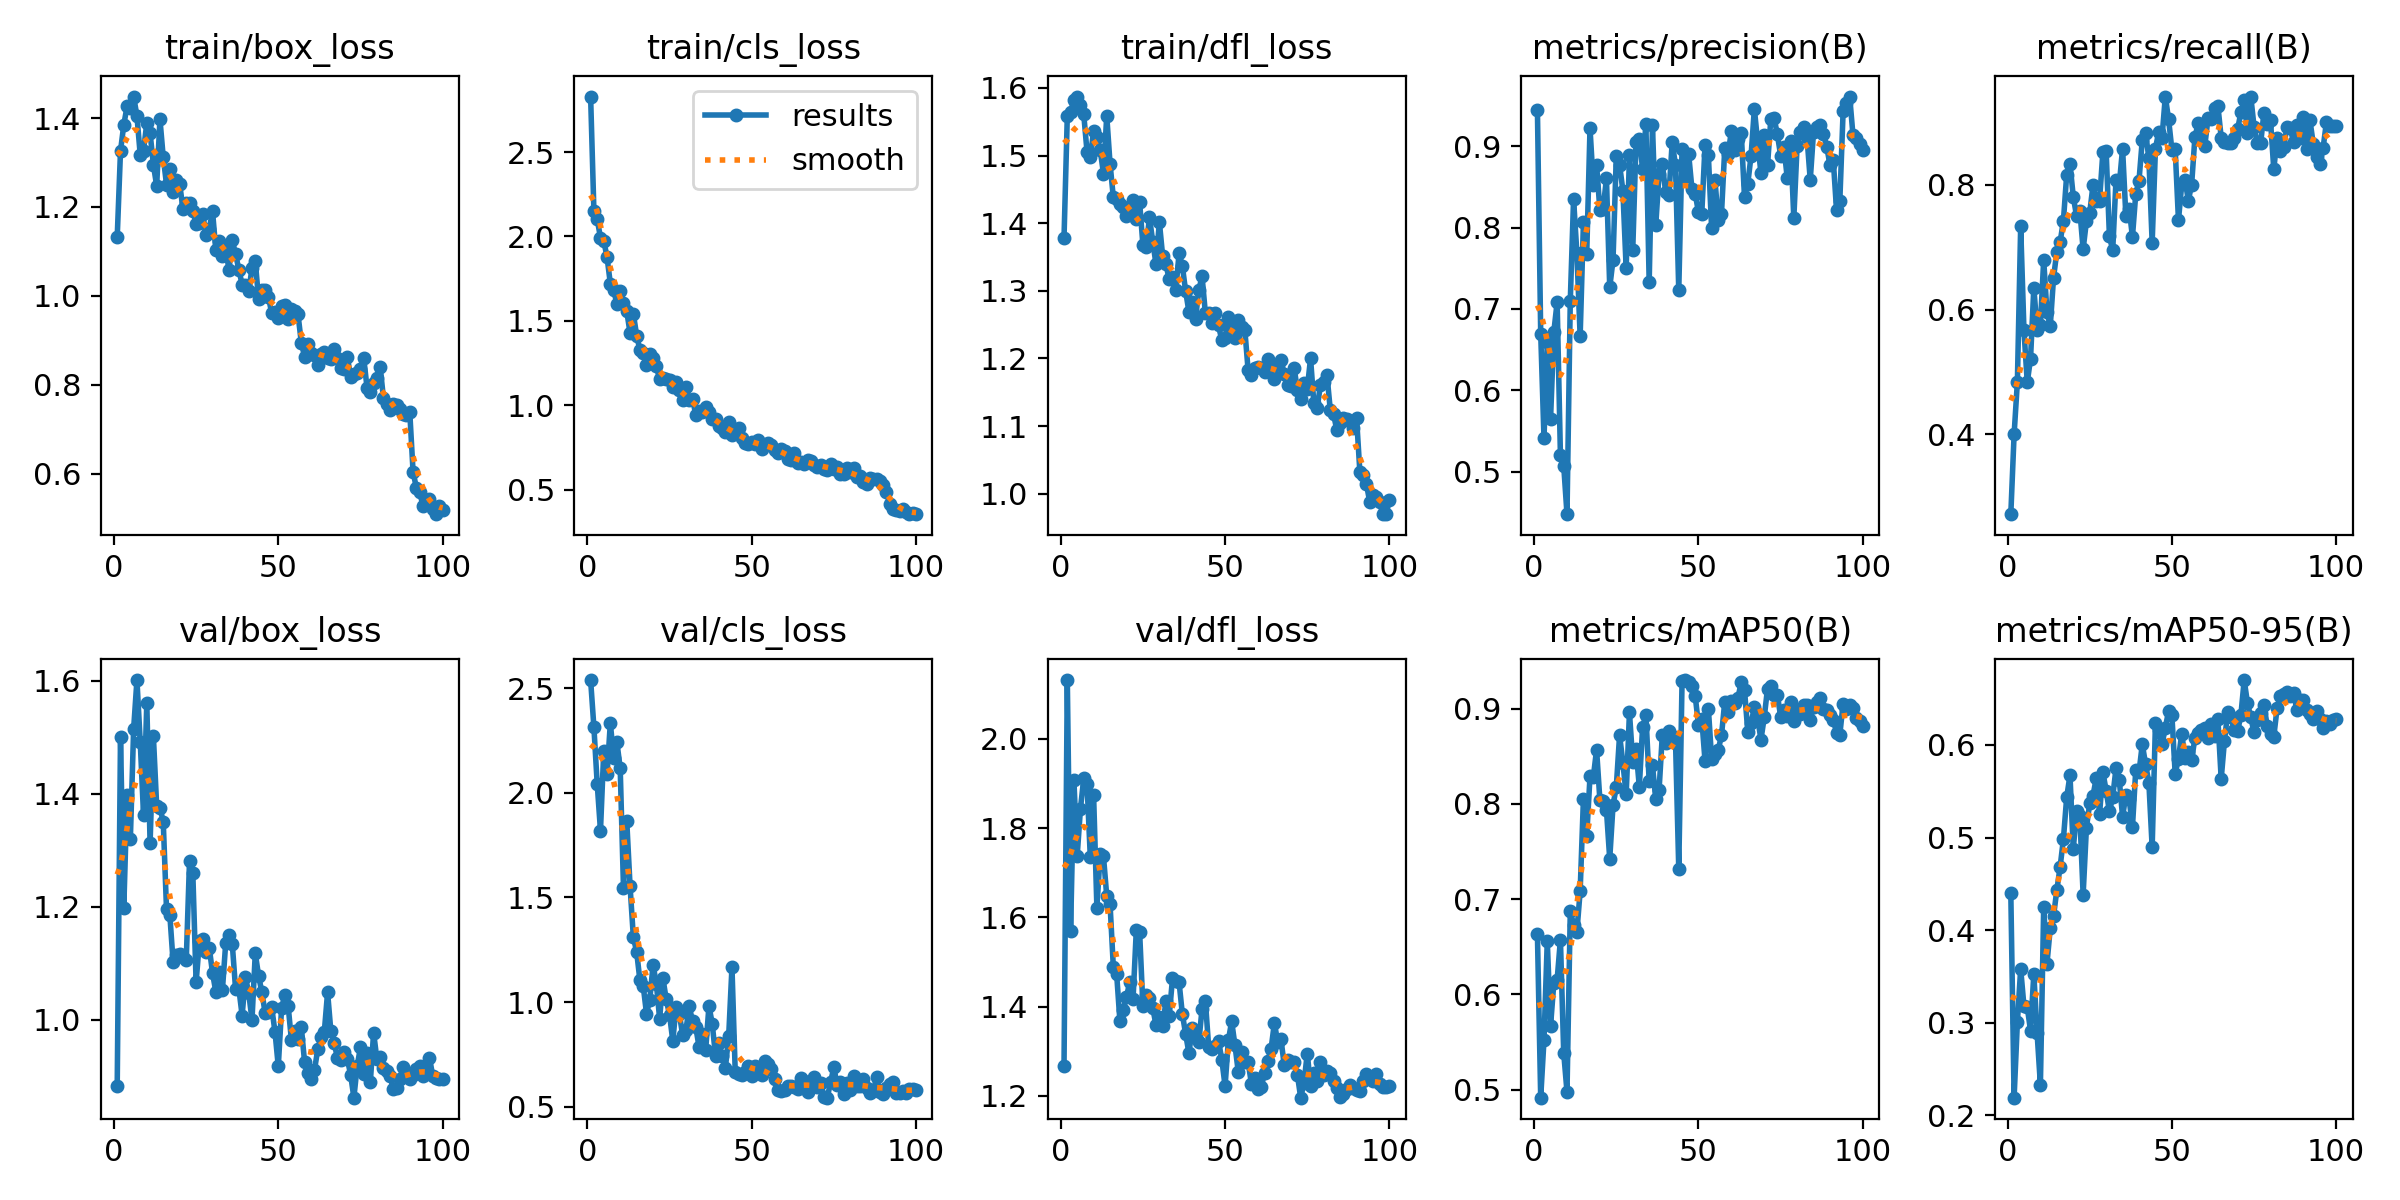 train/box_loss
1.4
1.2
1.0
0.8
0.6
0 50 100
train/cls_loss
results
smooth
2.5
2.0
1.5
1.0
0.5
0 50 100
train/dfl_loss
1.6
1.5
1.4
1.3
1.2
1.1
1.0
0 50 100
metrics/precision(B)
0.9
0.8
0.7
0.6
0.5
0 50 100
metrics/recall(B)
0.8
0.6
0.4
0 50 100
val/box_loss
1.6
1.4
1.2
1.0
0 50 100
val/cls_loss
2.5
2.0
1.5
1.0
0.5
0 50 100
val/dfl_loss
2.0
1.8
1.6
1.4
1.2
0 50 100
metrics/mAP50(B)
0.9
0.8
0.7
0.6
0.5
0 50 100
metrics/mAP50-95(B)
0.6
0.5
0.4
0.3
0.2
0 50 100